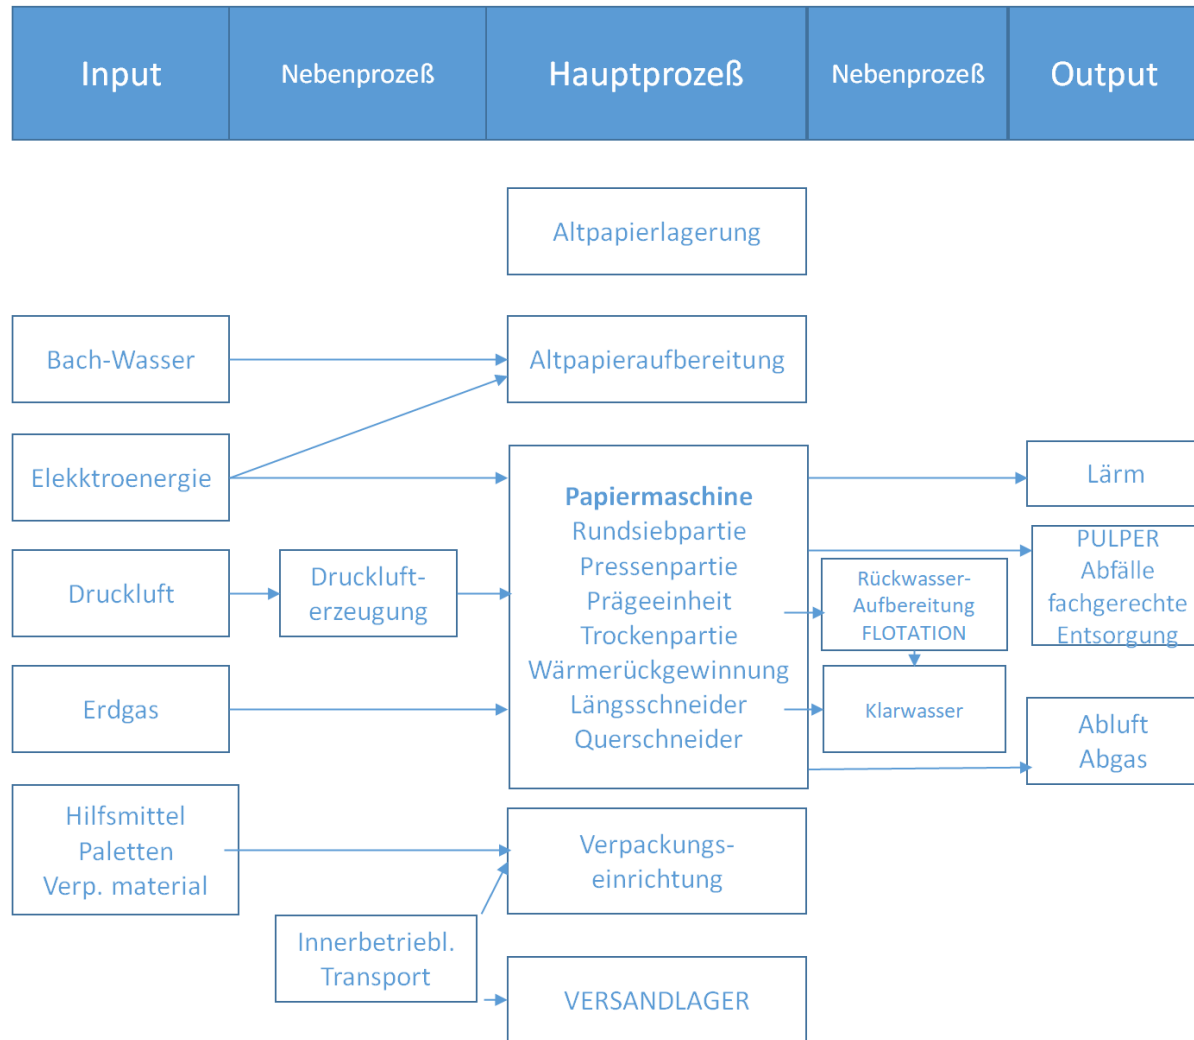 Input
Nebenprozeß
Hauptprozeß
Nebenprozeß
Output
Altpapierlagerung
Bach-Wasser
Altpapieraufbereitung
Elekktroenergie
Papiermaschine
Rundsiebpartie
Pressenpartie
Prägeeinheit
Trockenpartie
Wärmerückgewinnung
Längsschneider
Querschneider
Lärm
PULPER
Abfälle
fachgerechte
Entsorgung
Druckluft
Druckluft-
erzeugung
Rückwasser-
Aufbereitung
FLOTATION
Erdgas
Klarwasser
Abluft
Abgas
Hilfsmittel
Paletten
Verp. material
Verpackungs-
einrichtung
Innerbetriebl.
Transport
VERSANDLAGER